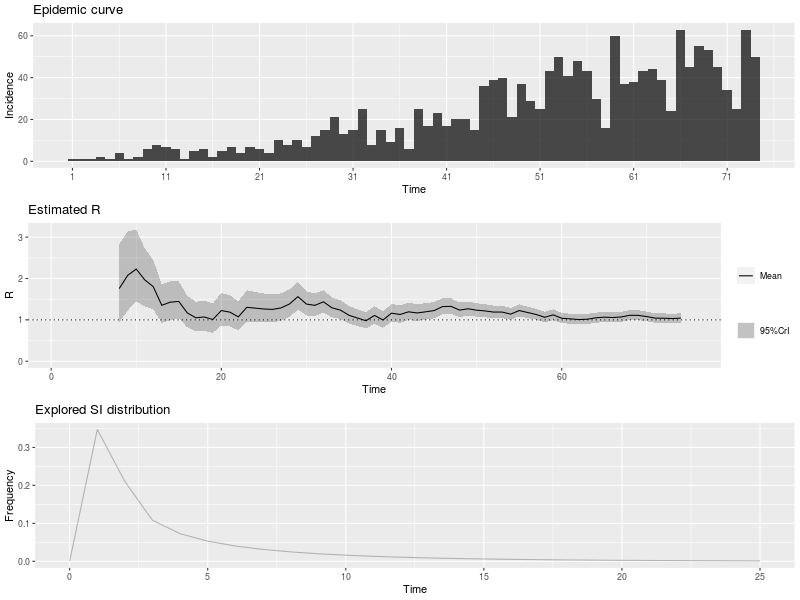 Epidemic curve
60
40
20
0
Incidence
1 11 21 31 41 51 61 71
Time
Estimated R
3
2
1
0
R
0 20 40 60
Time
Mean
95%CrI
Explored SI distribution
0.3
0.2
0.1
0.0
Frequency
0 5 10 15 20 25
Time